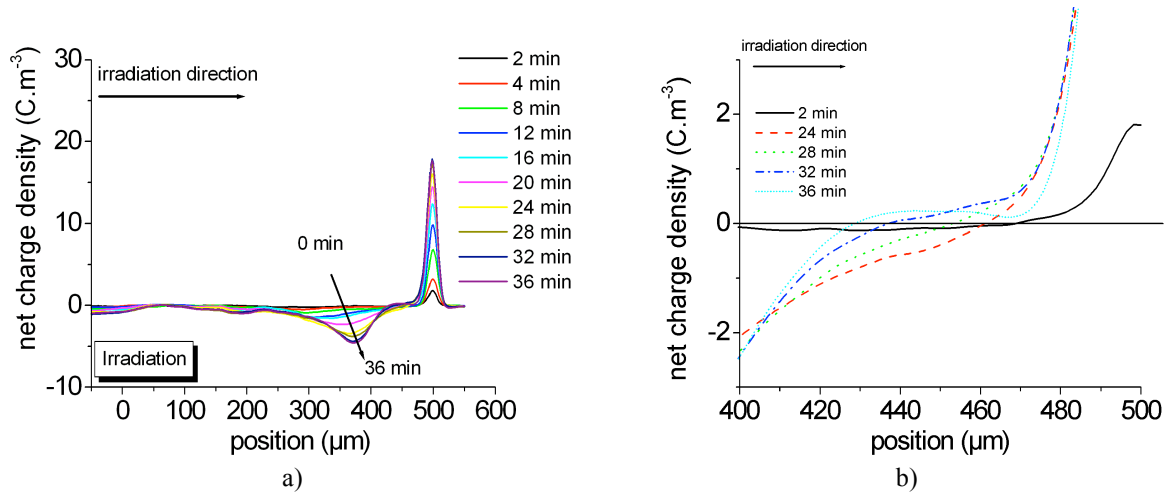 a)
net charge density (C.m⁻³)
30
20
10
0
-10
irradiation direction
2 min
4 min
8 min
12 min
16 min
20 min
24 min
28 min
32 min
36 min
0 min
36 min
Irradiation
0 100 200 300 400 500 600
position (µm)
a)
net charge density (C.m⁻³)
2
0
-2
irradiation direction
2 min
24 min
28 min
32 min
36 min
400 420 440 460 480 500
position (µm)
b)